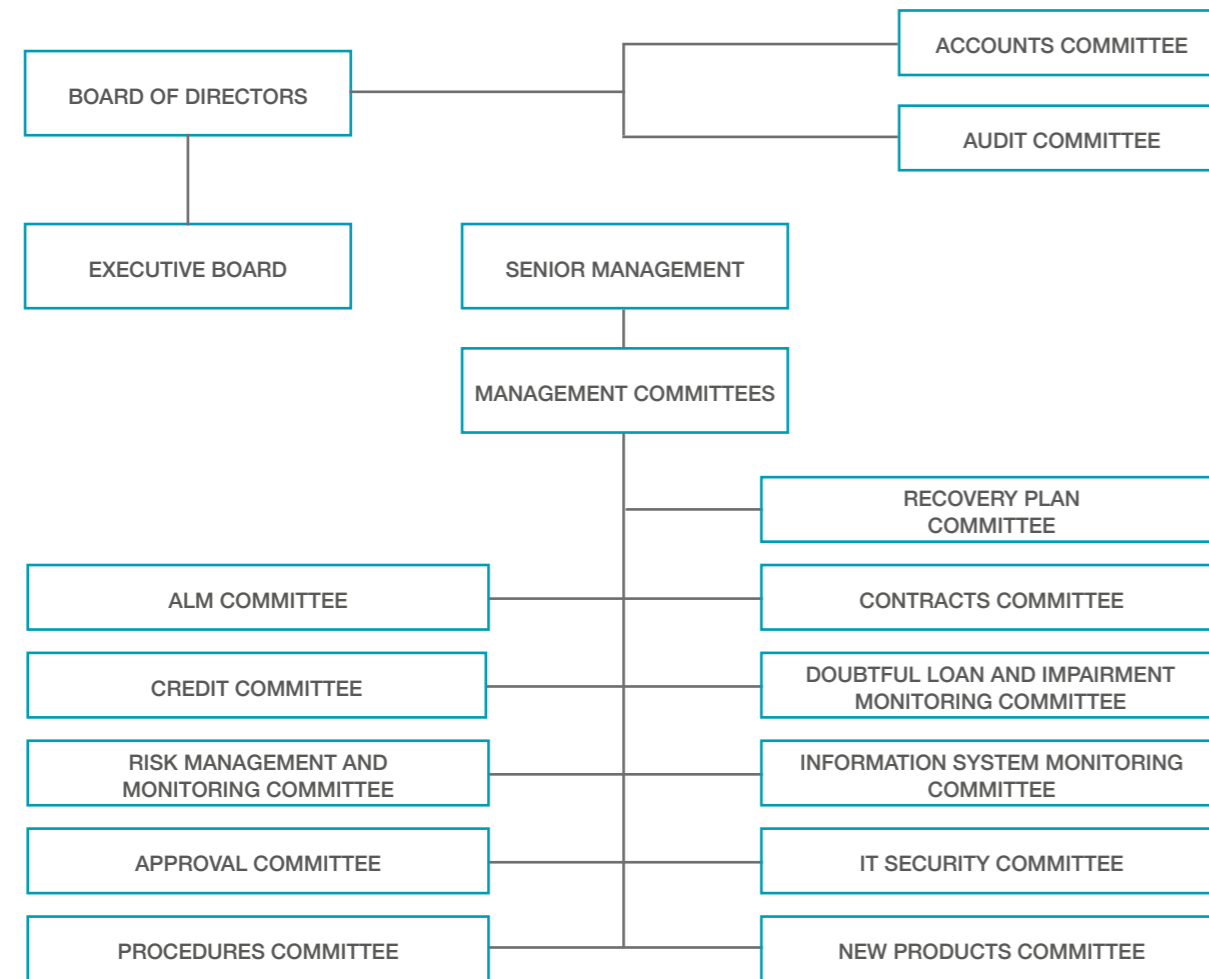 ACCOUNTS COMMITTEE
BOARD OF DIRECTORS
AUDIT COMMITTEE
EXECUTIVE BOARD
SENIOR MANAGEMENT
MANAGEMENT COMMITTEES
RECOVERY PLAN
COMMITTEE
ALM COMMITTEE
CONTRACTS COMMITTEE
CREDIT COMMITTEE
DOUBTFUL LOAN AND IMPAIRMENT
MONITORING COMMITTEE
RISK MANAGEMENT AND
MONITORING COMMITTEE
INFORMATION SYSTEM MONITORING
COMMITTEE
APPROVAL COMMITTEE
IT SECURITY COMMITTEE
PROCEDURES COMMITTEE
NEW PRODUCTS COMMITTEE